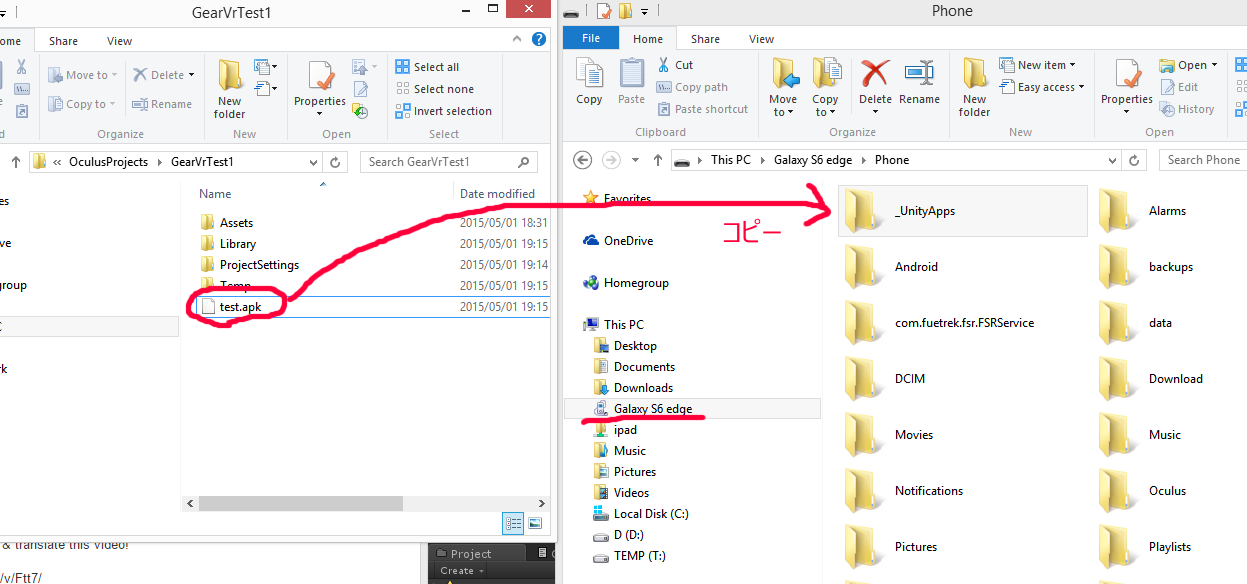 GearVrTest1
ome
Share
View
Move to
Copy to
Delete
Rename
Organize
New folder
New
Properties
Open
Select all
Select none
Invert selection
Select
« OculusProjects
GearVrTest1
Search GearVrTest1
es
ve
roup
rk
Name
Date modified
Assets
2015/05/01 18:31
Library
2015/05/01 19:15
ProjectSettings
2015/05/01 19:14
Temp
2015/05/01 19:15
test.apk
2015/05/01 19:15
& translate this video!
/v/Ftt7/
Project
Create
Phone
File
Home
Share
View
Copy
Paste
Cut
Copy path
Paste shortcut
Clipboard
Move to
Copy to
Delete
Rename
Organize
New folder
New item
Easy access
New
Properties
Open
Edit
History
Open
This PC
Galaxy S6 edge
Phone
Search Phone
Favorites
OneDrive
Homegroup
This PC
Desktop
Documents
Downloads
Galaxy S6 edge
ipad
Music
Pictures
Videos
Local Disk (C:)
D (D:)
TEMP (T:)
コピー
_UnityApps
Alarms
Android
backups
com.fuetrek.fsr.FSRService
data
DCIM
Download
Movies
Music
Notifications
Oculus
Pictures
Playlists